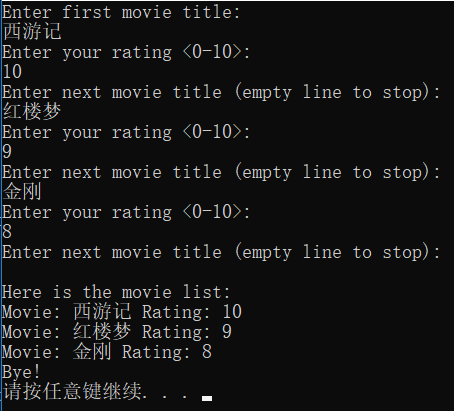 Enter first movie title:
西游记
Enter your rating <0-10>:
10
Enter next movie title (empty line to stop):
红楼梦
Enter your rating <0-10>:
9
Enter next movie title (empty line to stop):
金刚
Enter your rating <0-10>:
8
Enter next movie title (empty line to stop):
Here is the movie list:
Movie: 西游记 Rating: 10
Movie: 红楼梦 Rating: 9
Movie: 金刚 Rating: 8
Bye!
请按任意键继续. . .